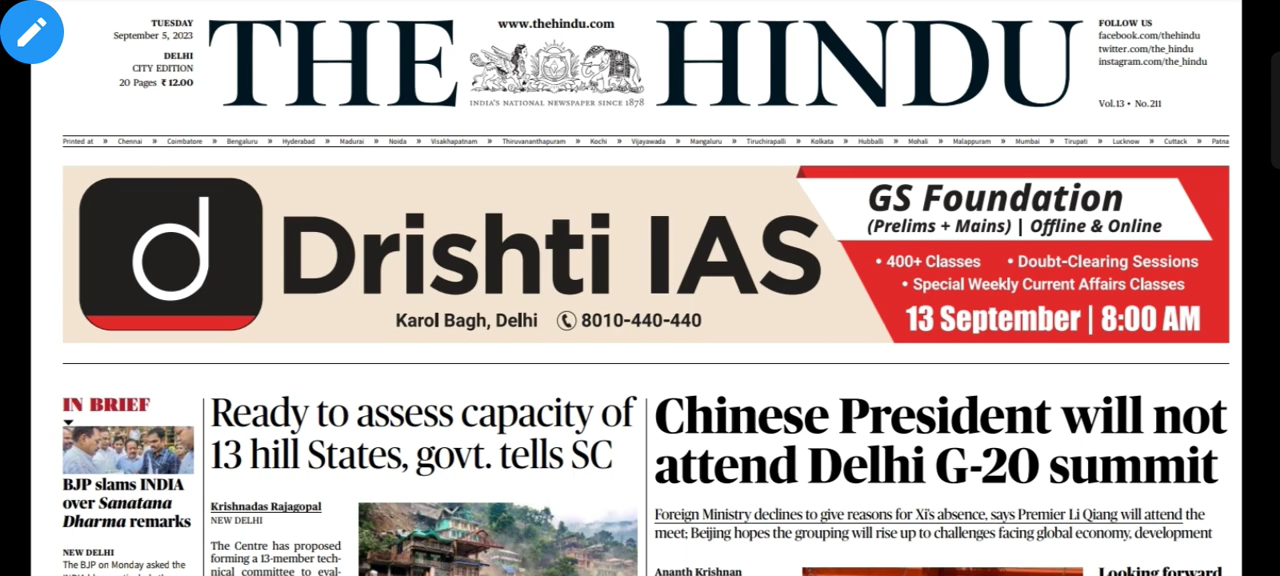 TUESDAY
September 5, 2023
DELHI
CITY EDITION
20 Pages ₹12.00
www.thehindu.com
THE HINDU
INDIA'S NATIONAL NEWSPAPER SINCE 1878
FOLLOW US
facebook.com/thehindu
twitter.com/the_hindu
instagram.com/the_hindu
Vol.13 • No.211
Printed at » Chennai » Coimbatore » Bengaluru » Hyderabad » Madurai » Noida » Visakhapatnam » Thiruvananthapuram » Kochi » Vijayawada » Mangaluru » Tiruchirapalli » Kolkata » Hubballi » Mohali » Malappuram » Mumbai » Tirupati » Lucknow » Cuttack » Patna
d
Drishti IAS
Karol Bagh, Delhi 8010-440-440
GS Foundation
(Prelims + Mains) | Offline & Online
• 400+ Classes • Doubt-Clearing Sessions
• Special Weekly Current Affairs Classes
13 September | 8:00 AM
IN BRIEF
BJP slams INDIA
over Sanatana
Dharma remarks
NEW DELHI
The BJP on Monday asked the
Ready to assess capacity of
13 hill States, govt. tells SC
Krishnadas Rajagopal
NEW DELHI
The Centre has proposed
forming a 13-member tech-
nical committee to eval-
Chinese President will not
attend Delhi G-20 summit
Foreign Ministry declines to give reasons for Xi's absence, says Premier Li Qiang will attend the
meet; Beijing hopes the grouping will rise up to challenges facing global economy, development
Ananth Krishnan
Looking forward